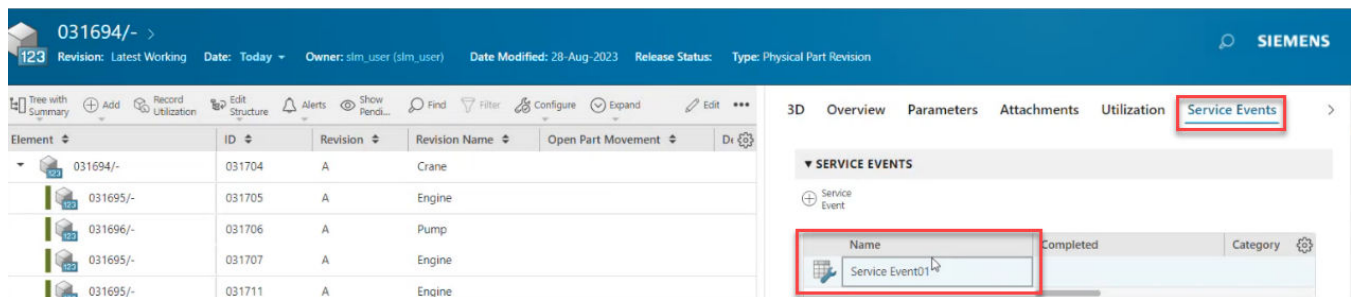 031694/- >
123 Revision: Latest Working Date: Today Owner: slm_user (slm_user) Date Modified: 28-Aug-2023 Release Status: Type: Physical Part Revision
SIEMENS
Tree with Summary Add Record Utilization Edit Structure Alerts Show Pendi... Find Filter Configure Expand Edit •••
3D Overview Parameters Attachments Utilization Service Events >
Element ID Revision Revision Name Open Part Movement
SERVICE EVENTS
Service
Event
031694/- 031704 A Crane
031695/- 031705 A Engine
031696/- 031706 A Pump
031695/- 031707 A Engine
031695/- 031711 A Engine
Name Completed Category
Service Event01